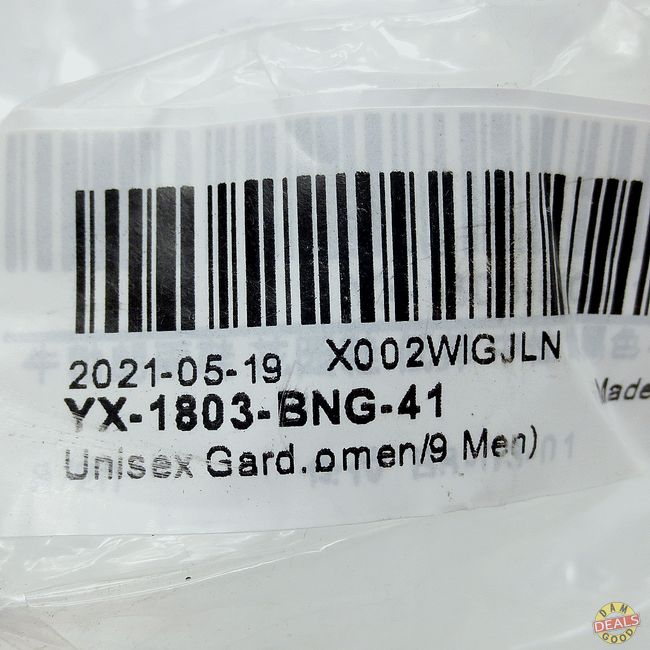 2021-05-19 X002WIGJLN
YX-1803-BNG-41
Made
Unisex Gard.omen/9 Men)
DAM
DEALS
GOOD